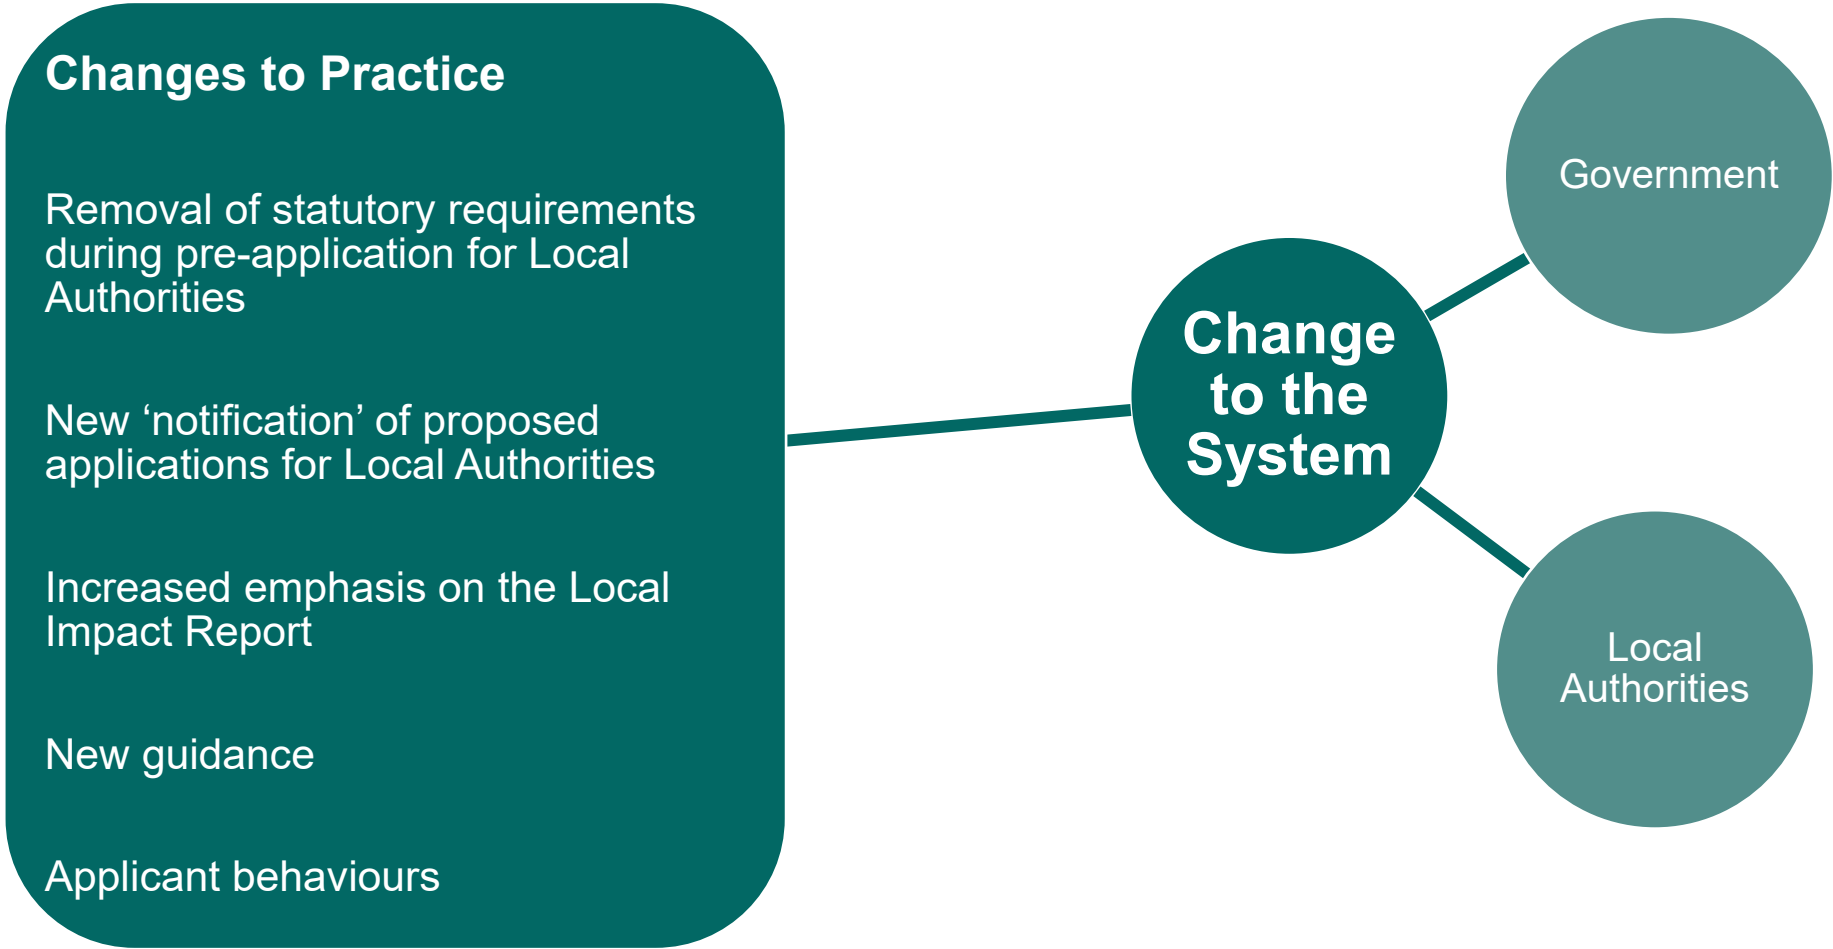 Changes to Practice
Removal of statutory requirements
during pre-application for Local
Authorities
New ‘notification’ of proposed
applications for Local Authorities
Increased emphasis on the Local
Impact Report
New guidance
Applicant behaviours
Change
to the
System
Government
Local
Authorities